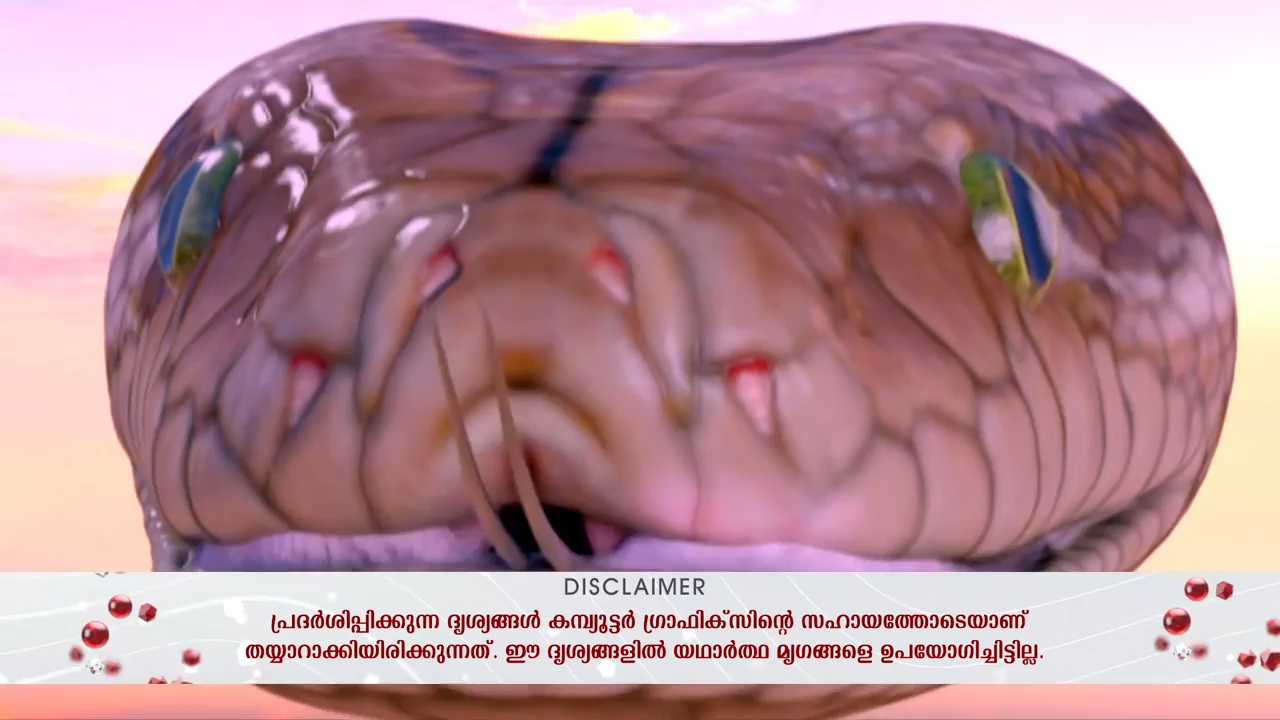 DISCLAIMER
പ്രദർശിപ്പിക്കുന്ന ദൃശ്യങ്ങൾ കമ്പ്യൂട്ടർ ഗ്രാഫിക്സിന്റെ സഹായത്തോടെയാണ്
തയ്യാറാക്കിയിരിക്കുന്നത്. ഈ ദൃശ്യങ്ങളിൽ യഥാർത്ഥ മൃഗങ്ങളെ ഉപയോഗിച്ചിട്ടില്ല.